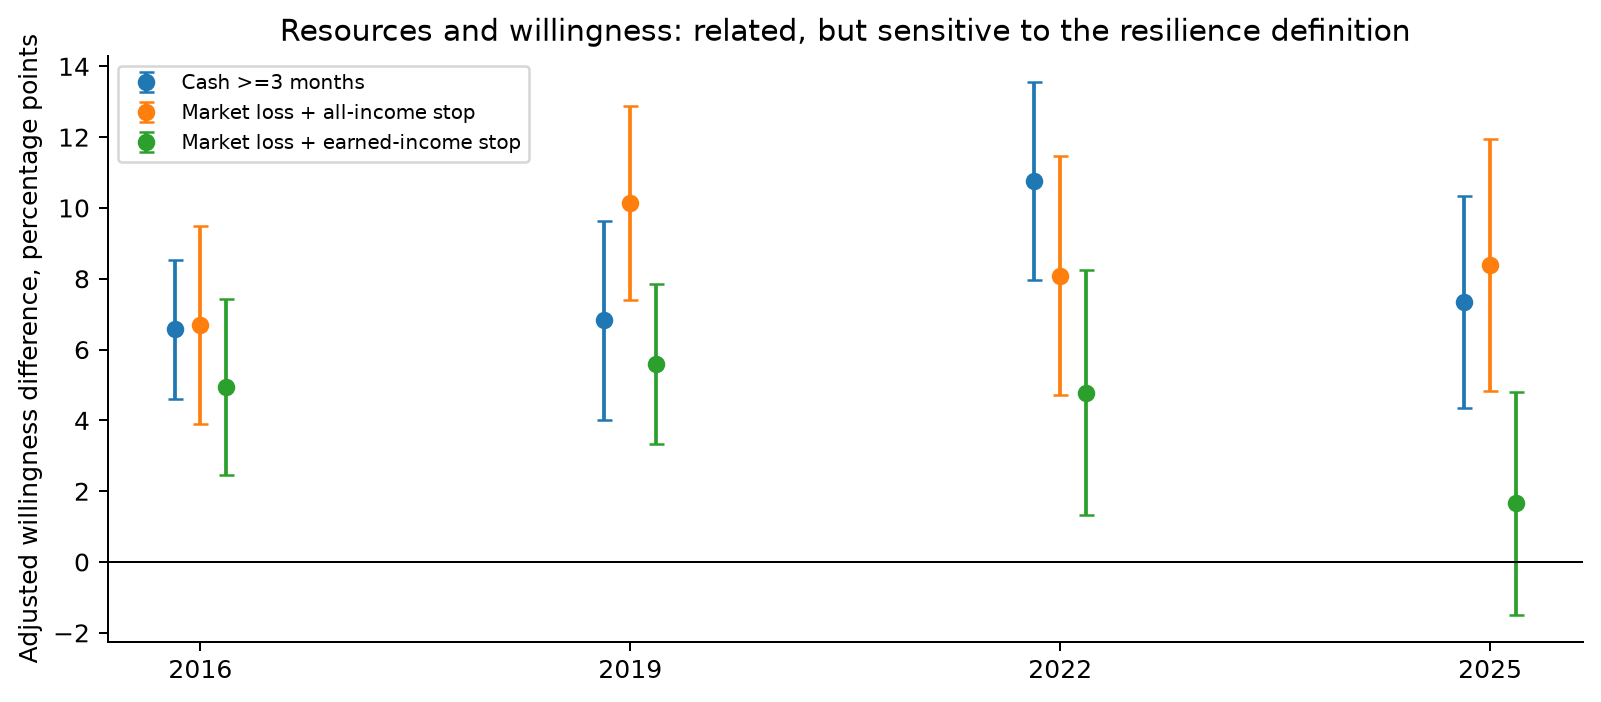 Resources and willingness: related, but sensitive to the resilience definition
Adjusted willingness difference, percentage points
Cash >=3 months
Market loss + all-income stop
Market loss + earned-income stop
14
12
10
8
6
4
2
0
−2
2016
2019
2022
2025